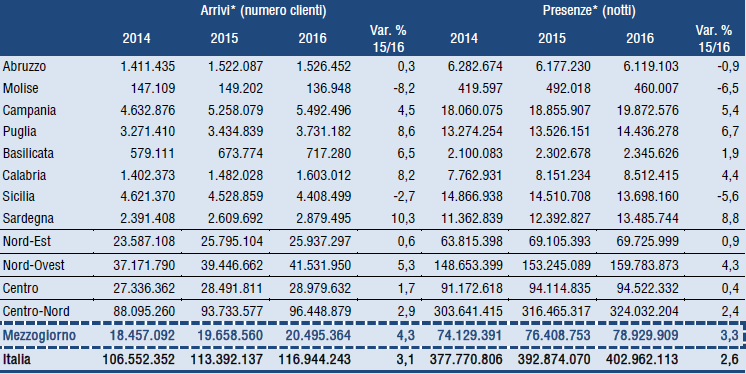 Arrivi* (numero clienti) Presenze* (notti)
2014 2015 2016 Var. % 15/16 2014 2015 2016 Var. % 15/16
Abruzzo 1.411.435 1.522.087 1.526.452 0,3 6.282.674 6.177.230 6.119.103 -0,9
Molise 147.109 149.202 136.948 -8,2 419.597 492.018 460.007 -6,5
Campania 4.632.876 5.258.079 5.492.496 4,5 18.060.075 18.855.907 19.872.576 5,4
Puglia 3.271.410 3.434.839 3.731.182 8,6 13.274.254 13.526.151 14.436.278 6,7
Basilicata 579.111 673.774 717.280 6,5 2.100.083 2.302.678 2.345.626 1,9
Calabria 1.402.373 1.482.028 1.603.012 8,2 7.762.931 8.151.234 8.512.415 4,4
Sicilia 4.621.370 4.528.859 4.408.499 -2,7 14.866.938 14.510.708 13.698.160 -5,6
Sardegna 2.391.408 2.609.692 2.879.495 10,3 11.362.839 12.392.827 13.485.744 8,8
Nord-Est 23.587.108 25.795.104 25.937.297 0,6 63.815.398 69.105.393 69.725.999 0,9
Nord-Ovest 37.171.790 39.446.662 41.531.950 5,3 148.653.399 153.245.089 159.783.873 4,3
Centro 27.336.362 28.491.811 28.979.632 1,7 91.172.618 94.114.835 94.522.332 0,4
Centro-Nord 88.095.260 93.733.577 96.448.879 2,9 303.641.415 316.465.317 324.032.204 2,4
Mezzogiorno 18.457.092 19.658.560 20.495.364 4,3 74.129.391 76.408.753 78.929.909 3,3
Italia 106.552.352 113.392.137 116.944.243 3,1 377.770.806 392.874.070 402.962.113 2,6